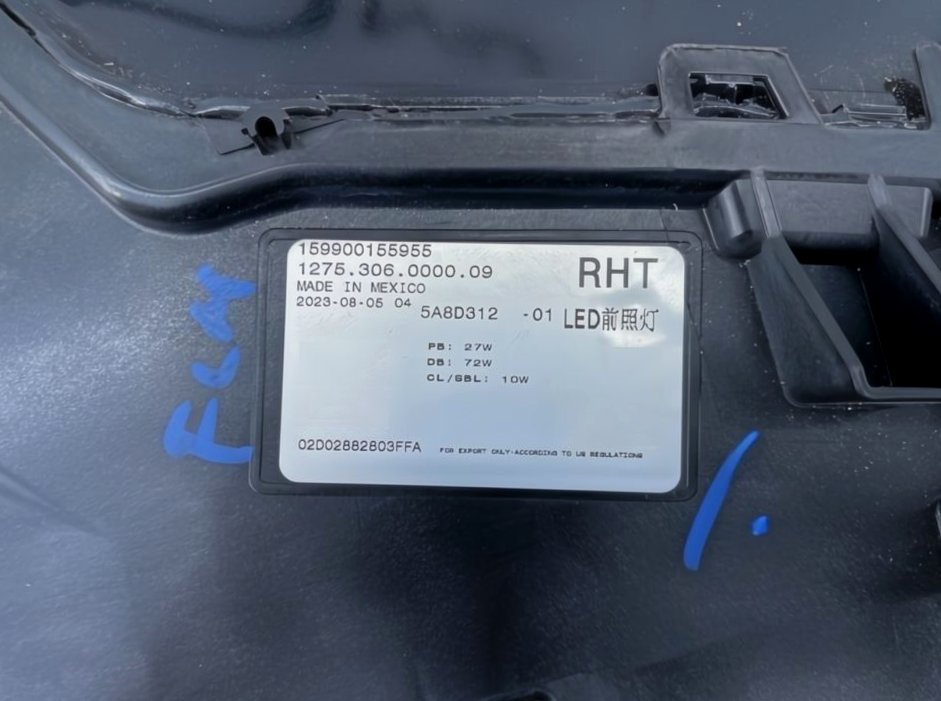 159900155955
1275.306.0000.09
RHT
MADE IN MEXICO
2023-08-05 04
5A8D312 -01 LED前照灯
PB: 27W
DB: 72W
CL/SBL: 10W
02D02882803FFA
FOR EXPORT ONLY-ACCORDING TO US REGULATIONS